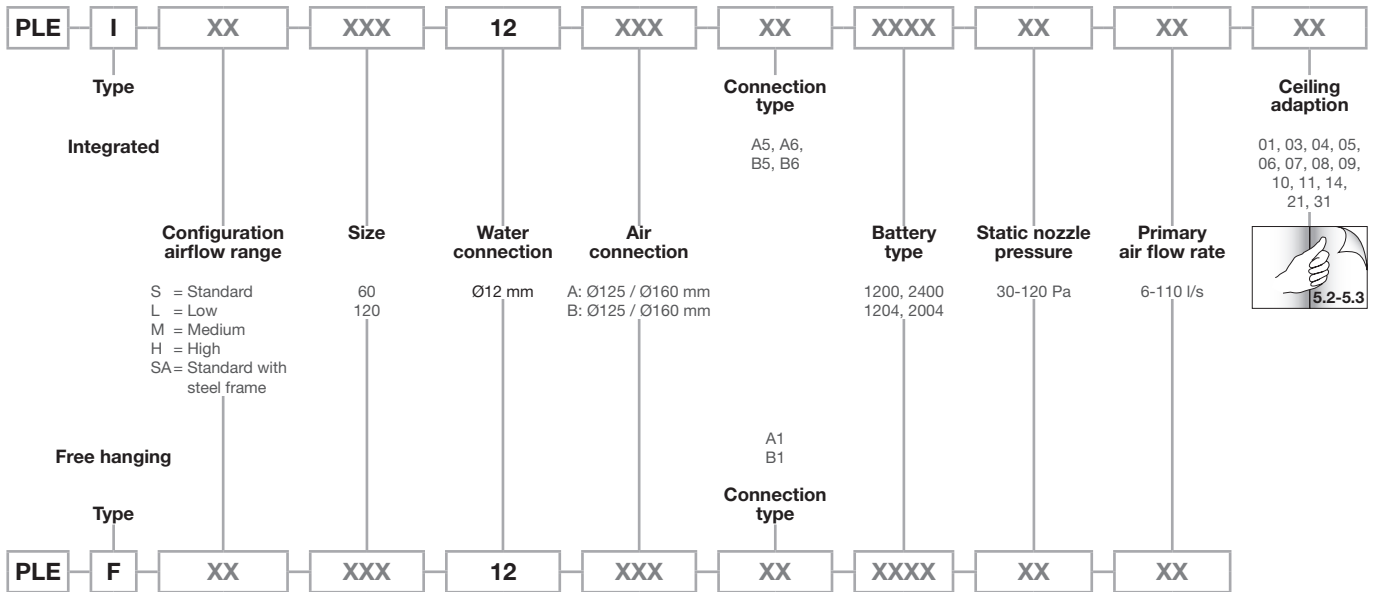 PLE I XX XXX 12 XXX XX XXXX XX XX XX
Type
Connection
type
Ceiling
adaption
Integrated
A5, A6,
B5, B6
01, 03, 04, 05,
06, 07, 08, 09,
10, 11, 14,
21, 31
Configuration
airflow range
Size
Water
connection
Air
connection
Battery
type
Static nozzle
pressure
Primary
air flow rate
S = Standard
L = Low
M = Medium
H = High
SA= Standard with
steel frame
60
120
Ø12 mm
A: Ø125 / Ø160 mm
B: Ø125 / Ø160 mm
1200, 2400
1204, 2004
30-120 Pa
6-110 l/s
5.2-5.3
Free hanging
A1
B1
Type
Connection
type
PLE F XX XXX 12 XXX XX XXXX XX XX